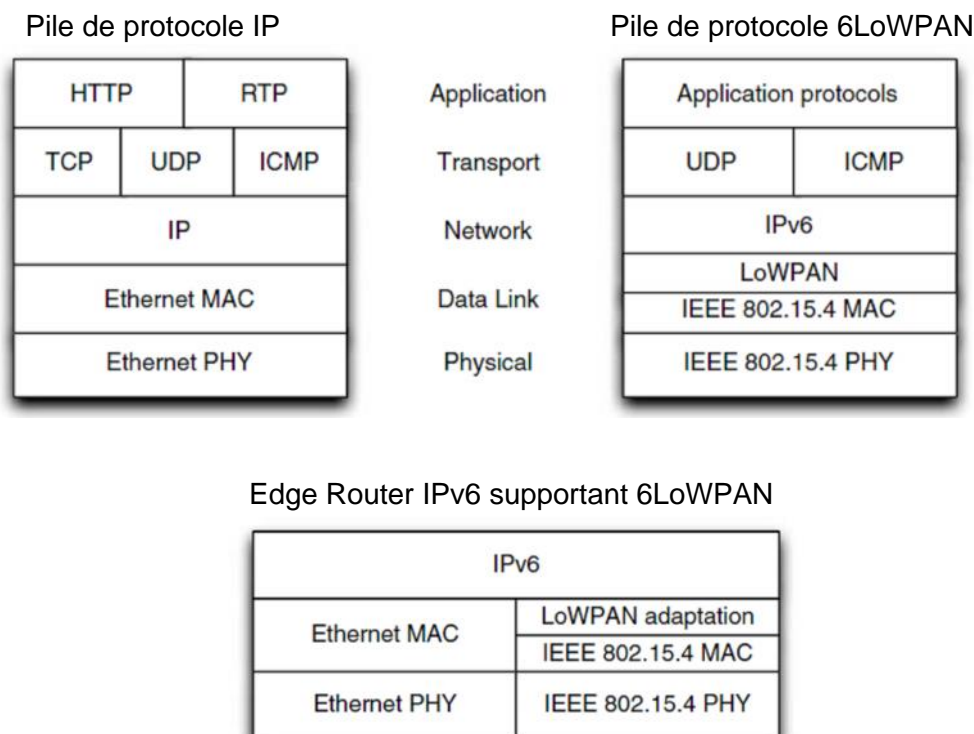 Pile de protocole IP
Pile de protocole 6LoWPAN
HTTP RTP Application Application protocols
TCP UDP ICMP Transport UDP ICMP
IP Network IPv6
LoWPAN
Ethernet MAC Data Link IEEE 802.15.4 MAC
Ethernet PHY Physical IEEE 802.15.4 PHY
Edge Router IPv6 supportant 6LoWPAN
IPv6
Ethernet MAC LoWPAN adaptation
IEEE 802.15.4 MAC
Ethernet PHY IEEE 802.15.4 PHY